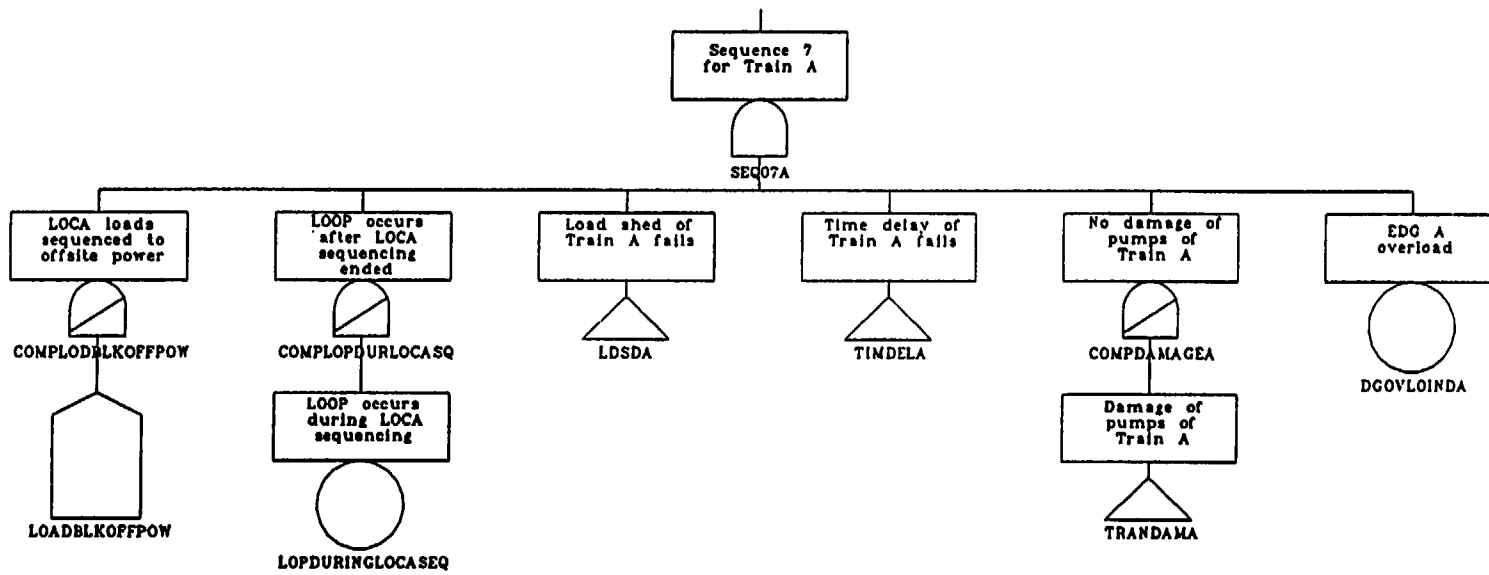 Sequence 7
for Train A
SEQ07A
LOCA loads
sequenced to
offsite power
LOOP occurs
after LOCA
sequencing
ended
Load shed of
Train A fails
Time delay of
Train A fails
No damage of
pumps of
Train A
EDG A
overload
COMPLODBLKOFFPOW
COMPLOPDURLOCASQ
LDSDA
TIMDELA
COMPDAMAGEA
DGOVLOINDA
LOOP occurs
during LOCA
sequencing
Damage of
pumps of
Train A
LOADBLKOFFPOW
LOPDURINGLOCASEQ
TRANDAMA